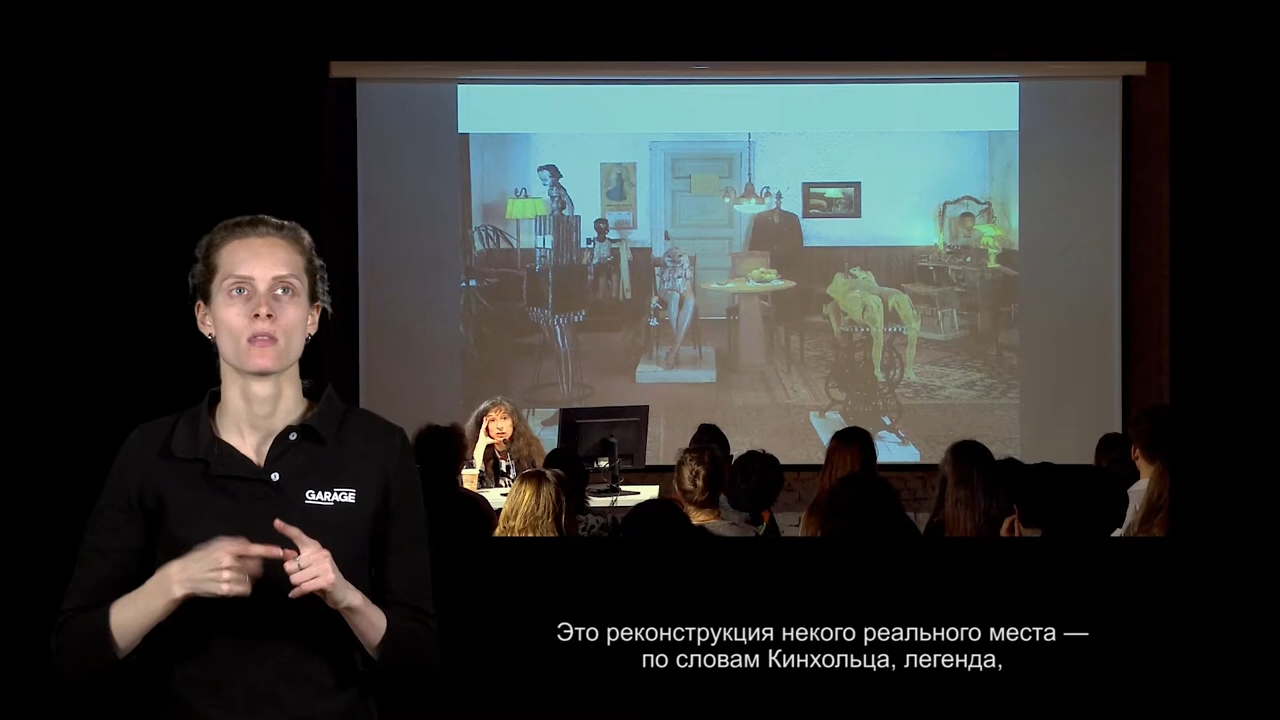 GARAGE
Это реконструкция некого реального места —
по словам Кинхольца, легенда,